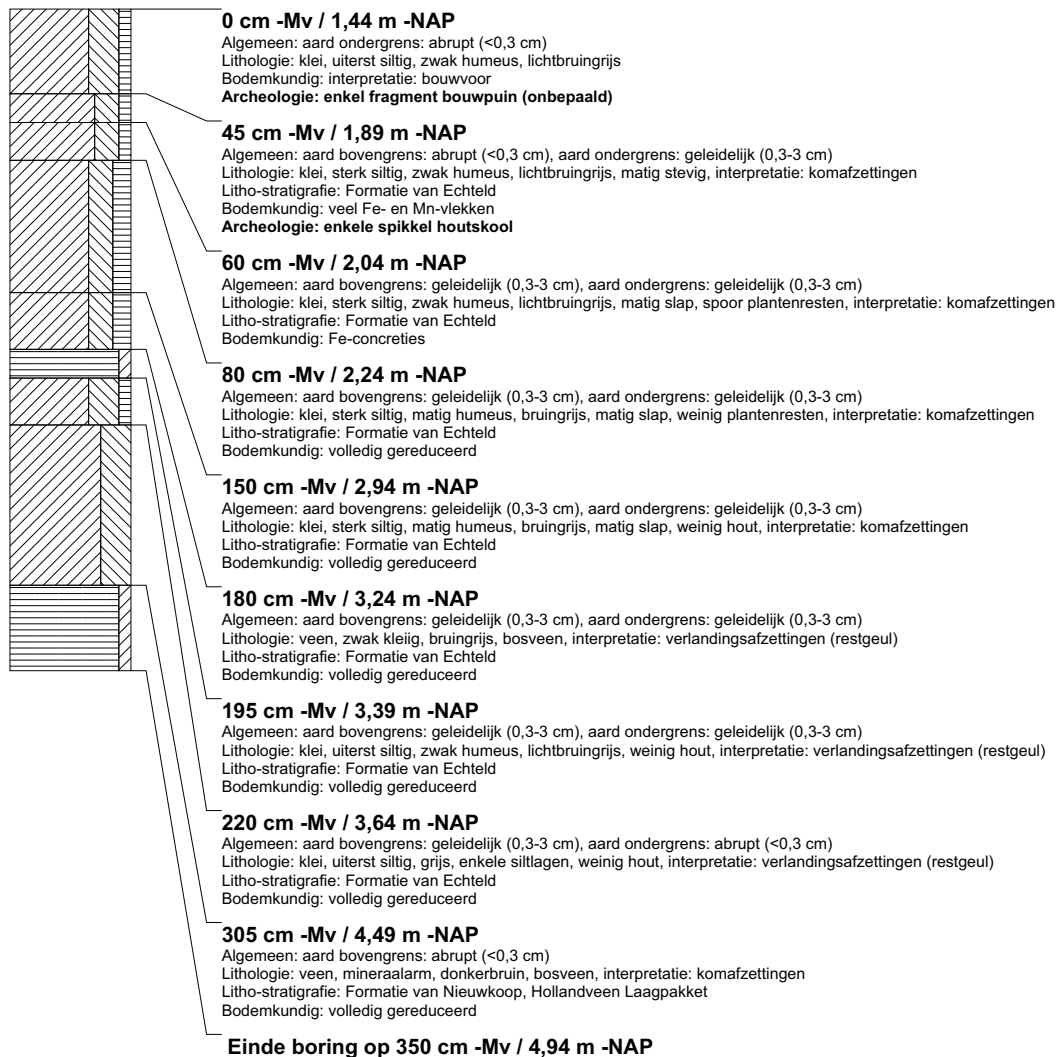 0 cm -Mv / 1,44 m -NAP
Algemeen: aard ondergrens: abrupt (<0,3 cm)
Lithologie: klei, uiterst siltig, zwak humeus, lichtbruingrijs
Bodemkundig: interpretatie: bouwvoor
Archeologie: enkel fragment bouwpuin (onbepaald)
45 cm -Mv / 1,89 m -NAP
Algemeen: aard bovengrens: abrupt (<0,3 cm), aard ondergrens: geleidelijk (0,3-3 cm)
Lithologie: klei, sterk siltig, zwak humeus, lichtbruingrijs, matig stevig, interpretatie: komafzettingen
Litho-stratigrafie: Formatie van Echteld
Bodemkundig: veel Fe- en Mn-vlekken
Archeologie: enkele spikkel houtskool
60 cm -Mv / 2,04 m -NAP
Algemeen: aard bovengrens: geleidelijk (0,3-3 cm), aard ondergrens: geleidelijk (0,3-3 cm)
Lithologie: klei, sterk siltig, zwak humeus, lichtbruingrijs, matig slap, spoor plantenresten, interpretatie: komafzettingen
Litho-stratigrafie: Formatie van Echteld
Bodemkundig: Fe-concreties
80 cm -Mv / 2,24 m -NAP
Algemeen: aard bovengrens: geleidelijk (0,3-3 cm), aard ondergrens: geleidelijk (0,3-3 cm)
Lithologie: klei, sterk siltig, matig humeus, bruingrijs, matig slap, weinig plantenresten, interpretatie: komafzettingen
Litho-stratigrafie: Formatie van Echteld
Bodemkundig: volledig gereduceerd
150 cm -Mv / 2,94 m -NAP
Algemeen: aard bovengrens: geleidelijk (0,3-3 cm), aard ondergrens: geleidelijk (0,3-3 cm)
Lithologie: klei, sterk siltig, matig humeus, bruingrijs, matig slap, weinig hout, interpretatie: komafzettingen
Litho-stratigrafie: Formatie van Echteld
Bodemkundig: volledig gereduceerd
180 cm -Mv / 3,24 m -NAP
Algemeen: aard bovengrens: geleidelijk (0,3-3 cm), aard ondergrens: geleidelijk (0,3-3 cm)
Lithologie: veen, zwak kleiig, bruingrijs, bosveen, interpretatie: verlandingsafzettingen (restgeul)
Litho-stratigrafie: Formatie van Echteld
Bodemkundig: volledig gereduceerd
195 cm -Mv / 3,39 m -NAP
Algemeen: aard bovengrens: geleidelijk (0,3-3 cm), aard ondergrens: geleidelijk (0,3-3 cm)
Lithologie: klei, uiterst siltig, zwak humeus, lichtbruingrijs, weinig hout, interpretatie: verlandingsafzettingen (restgeul)
Litho-stratigrafie: Formatie van Echteld
Bodemkundig: volledig gereduceerd
220 cm -Mv / 3,64 m -NAP
Algemeen: aard bovengrens: geleidelijk (0,3-3 cm), aard ondergrens: abrupt (<0,3 cm)
Lithologie: klei, uiterst siltig, grijs, enkele siltlagen, weinig hout, interpretatie: verlandingsafzettingen (restgeul)
Litho-stratigrafie: Formatie van Echteld
Bodemkundig: volledig gereduceerd
305 cm -Mv / 4,49 m -NAP
Algemeen: aard bovengrens: abrupt (<0,3 cm)
Lithologie: veen, mineraalarm, donkerbruin, bosveen, interpretatie: komafzettingen
Litho-stratigrafie: Formatie van Nieuwkoop, Hollandveen Laagpakket
Bodemkundig: volledig gereduceerd
Einde boring op 350 cm -Mv / 4,94 m -NAP